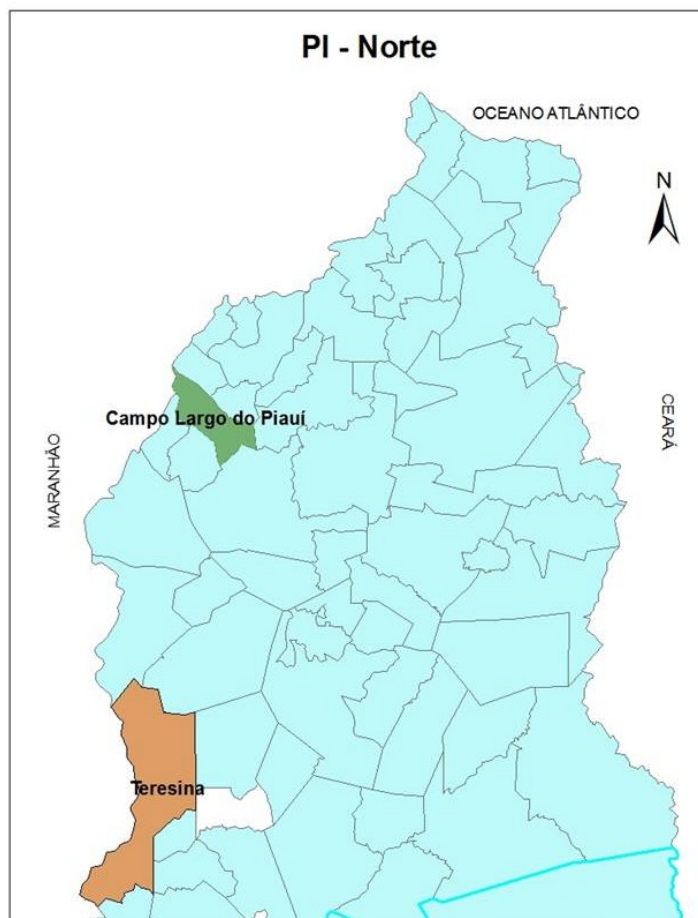 PI - Norte
OCEANO ATLÂNTICO
N
Campo Largo do Piauí
CEARÁ
MARANHÃO
Teresina